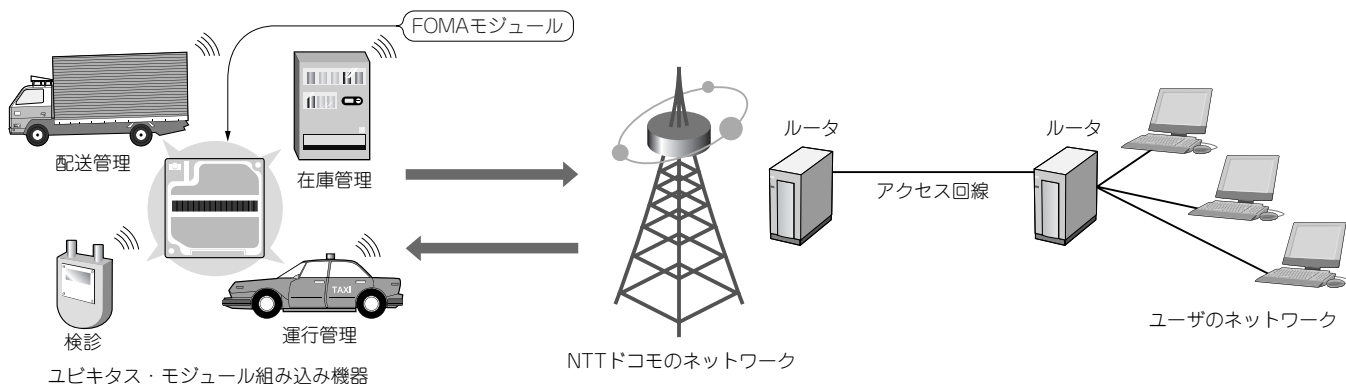 FOMAモジュール
配送管理
在庫管理
検診
TAXI
運行管理
ユビキタス・モジュール組み込み機器
NTTドコモのネットワーク
ルータ
アクセス回線
ルータ
ユーザのネットワーク